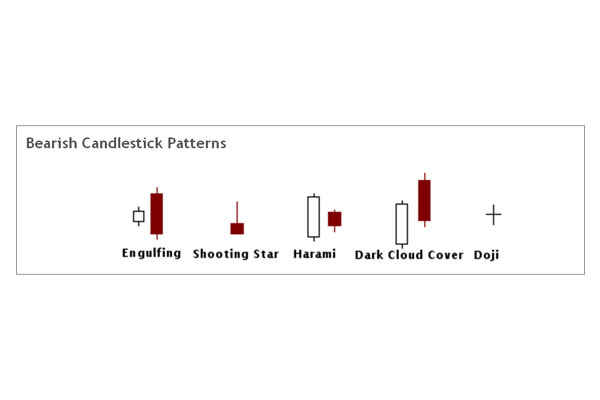 Bearish Candlestick Patterns
Engulfing Shooting Star Harami Dark Cloud Cover Doji